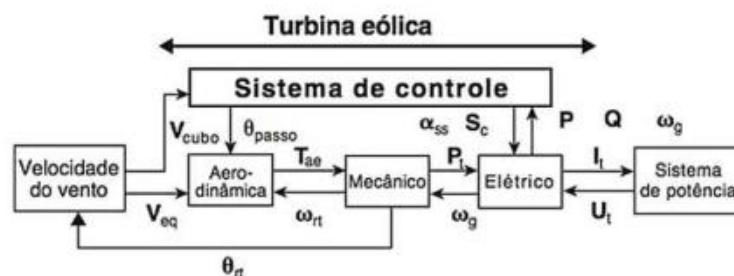 Turbina eólica
Sistema de controle
V_cubo
θ_passo
α_ss
S_c
P
Q
ω_g
Velocidade
do vento
V_eq
Aero-
dinâmica
T_ae
ω_rt
Mecânico
P_t
ω_g
Elétrico
I_t
U_t
Sistema
de potência
θ_rt